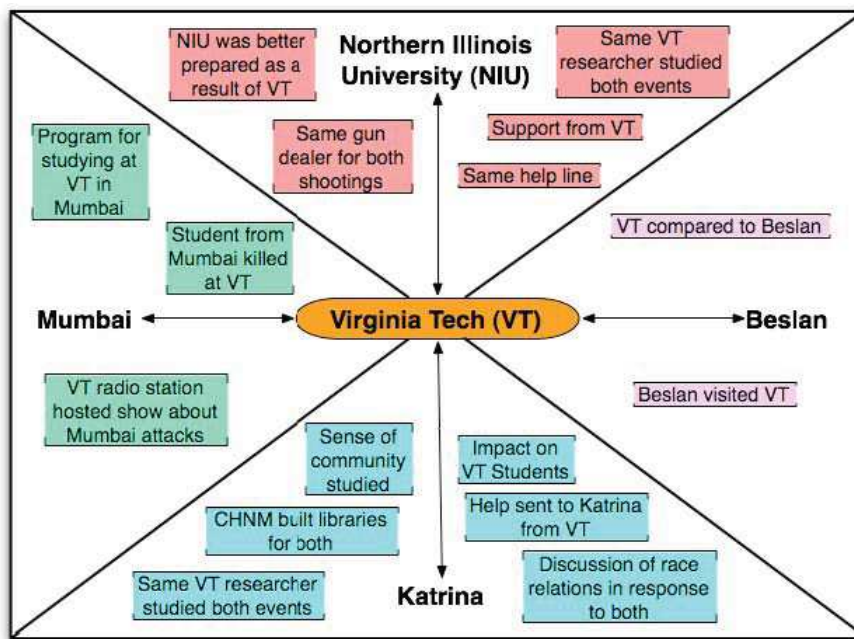 NIU was better
prepared as a
result of VT
Northern Illinois
University (NIU)
Same VT
researcher studied
both events
Same gun
dealer for both
shootings
Support from VT
Same help line
Program for
studying at
VT in
Mumbai
Student from
Mumbai killed
at VT
VT compared to Beslan
Mumbai
Virginia Tech (VT)
Beslan
VT radio station
hosted show about
Mumbai attacks
Beslan visited VT
Sense of
community
studied
Impact on
VT Students
CHNM built libraries
for both
Help sent to Katrina
from VT
Same VT researcher
studied both events
Katrina
Discussion of race
relations in response
to both